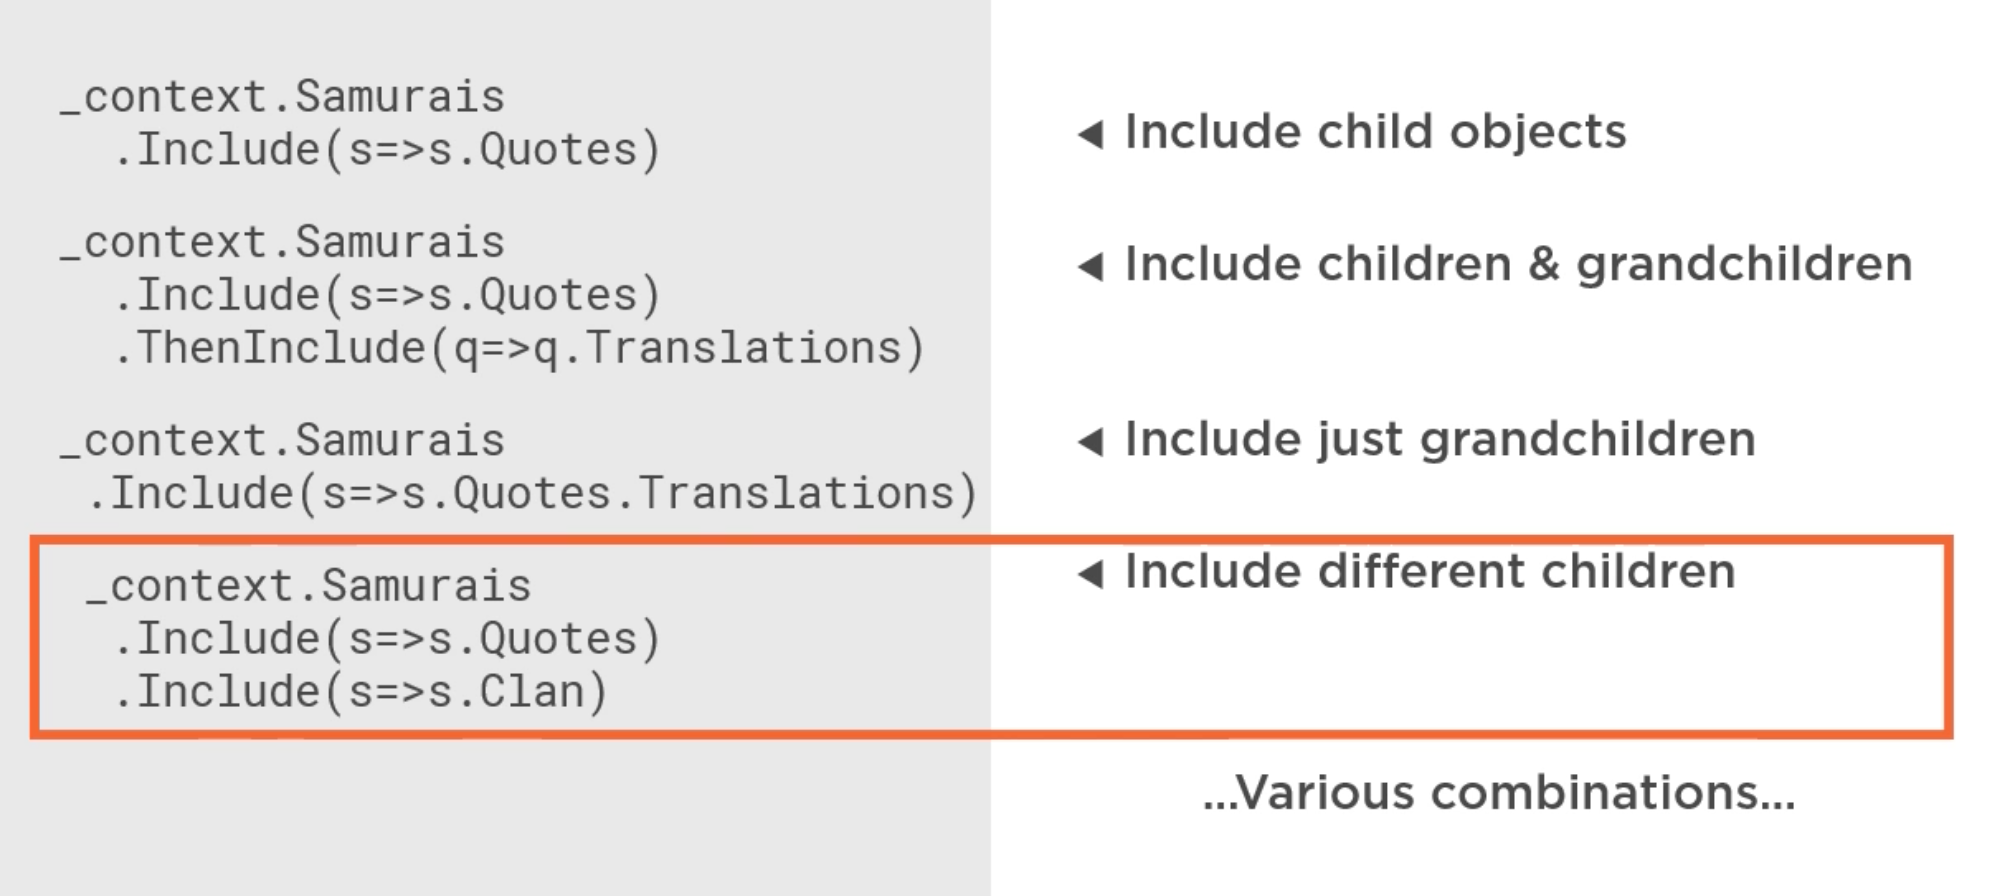 _context.Samurais
.Include(s=>s.Quotes)
◄ Include child objects
_context.Samurais
.Include(s=>s.Quotes)
.ThenInclude(q=>q.Translations)
◄ Include children & grandchildren
_context.Samurais
.Include(s=>s.Quotes.Translations)
◄ Include just grandchildren
_context.Samurais
.Include(s=>s.Quotes)
.Include(s=>s.Clan)
◄ Include different children
...Various combinations...